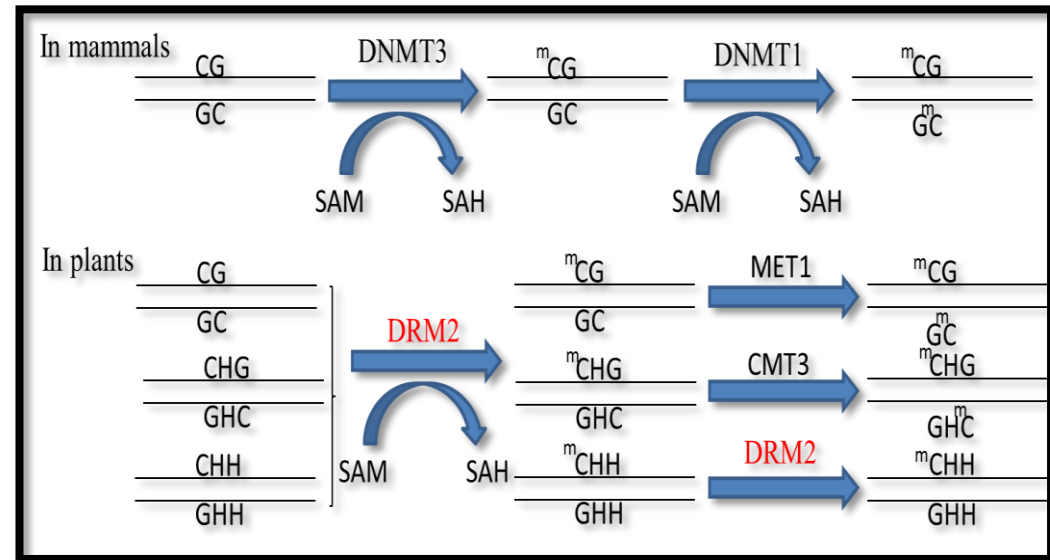 In mammals
CG DNMT3 ᵐCG DNMT1 ᵐCG
GC GC GᵐC
SAM SAH SAM SAH
In plants
CG ᵐCG MET1 ᵐCG
GC GC GᵐC
DRM2
CHG ᵐCHG CMT3 ᵐCHG
GHC GHC GHᵐC
SAM SAH
CHH ᵐCHH DRM2 ᵐCHH
GHH GHH GHH